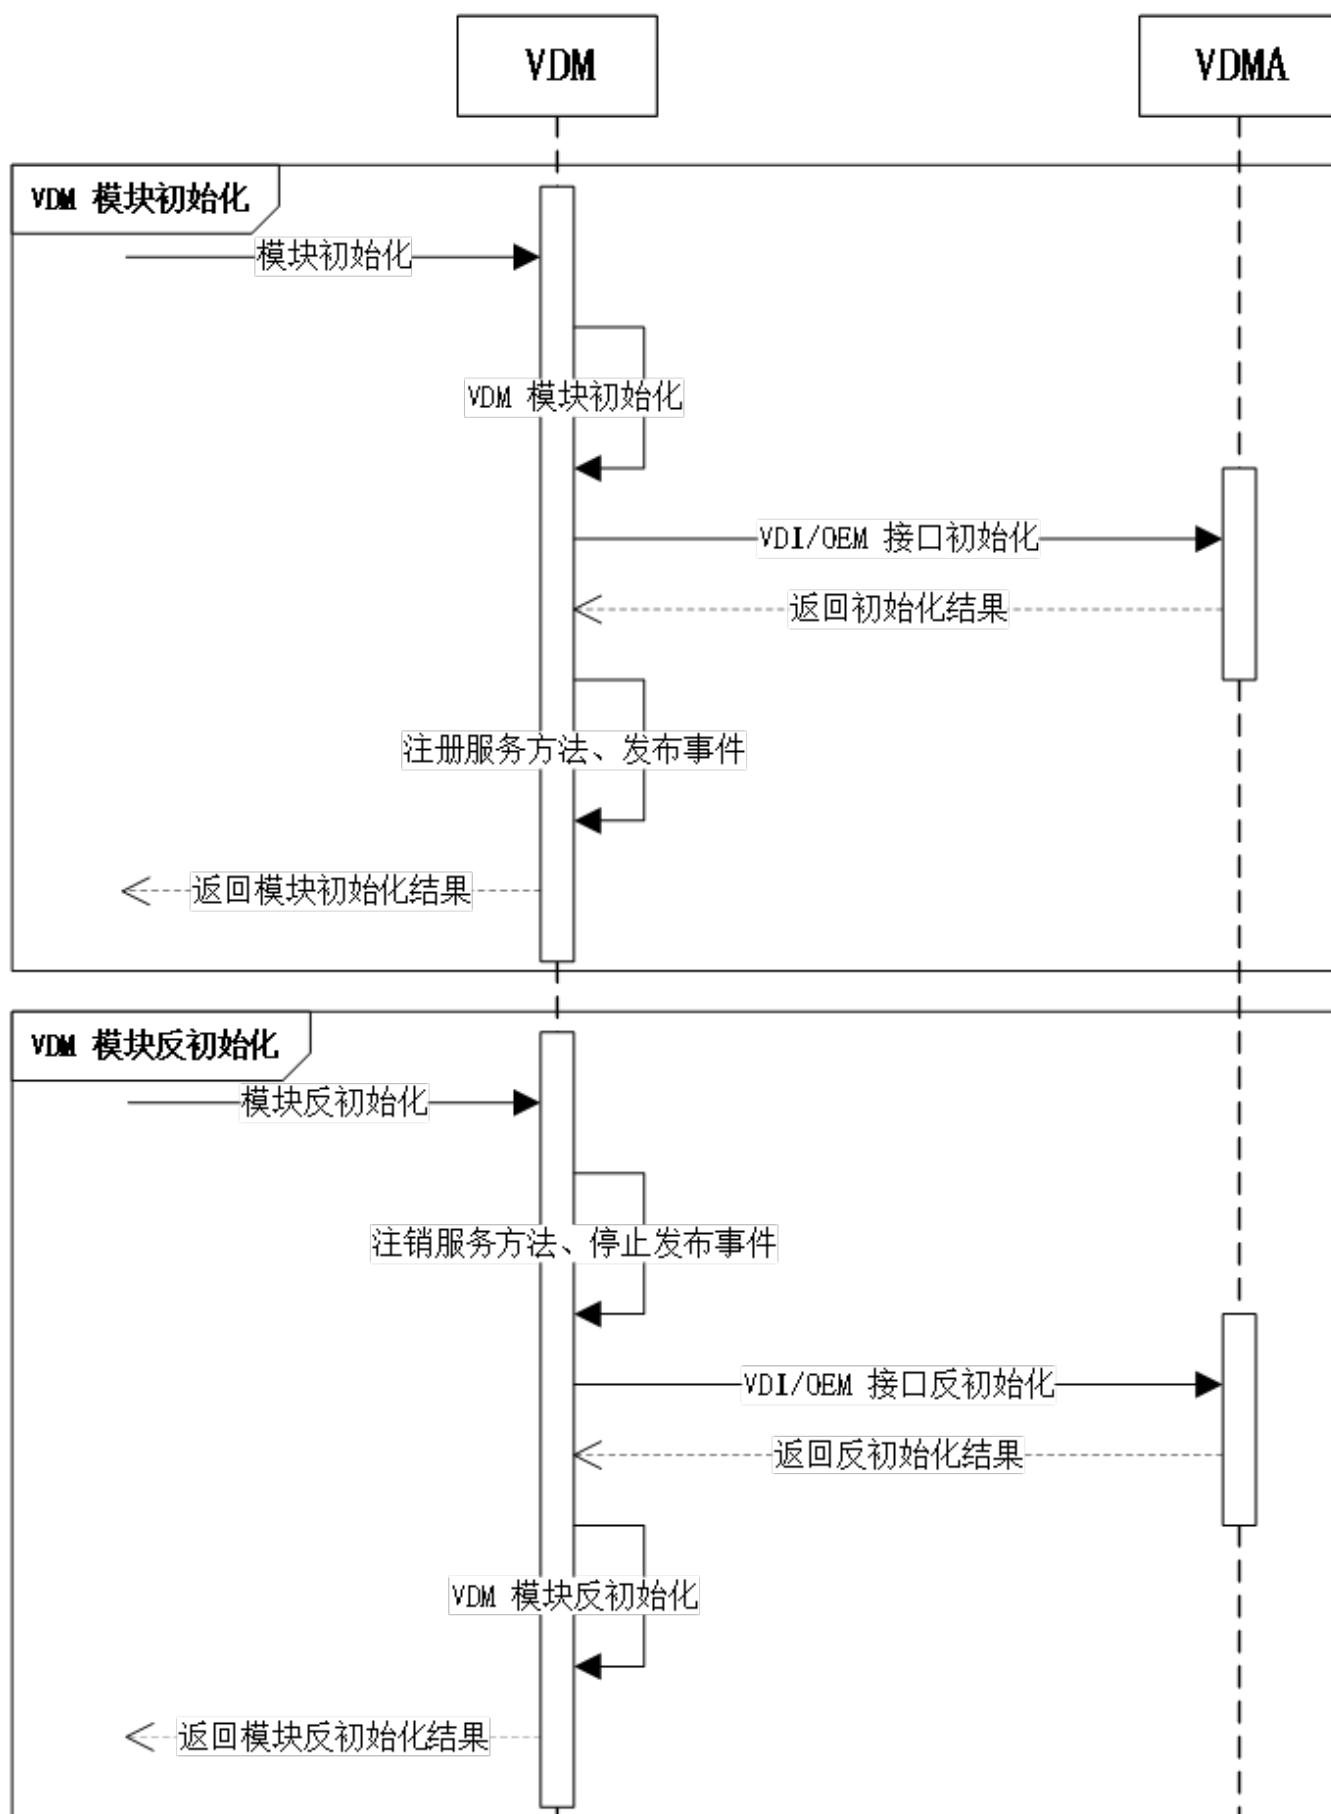 VDM
VDMA
VDM 模块初始化
模块初始化
VDM 模块初始化
VDI/OEM 接口初始化
返回初始化结果
注册服务方法、发布事件
返回模块初始化结果
VDM 模块反初始化
模块反初始化
注销服务方法、停止发布事件
VDI/OEM 接口反初始化
返回反初始化结果
VDM 模块反初始化
返回模块反初始化结果